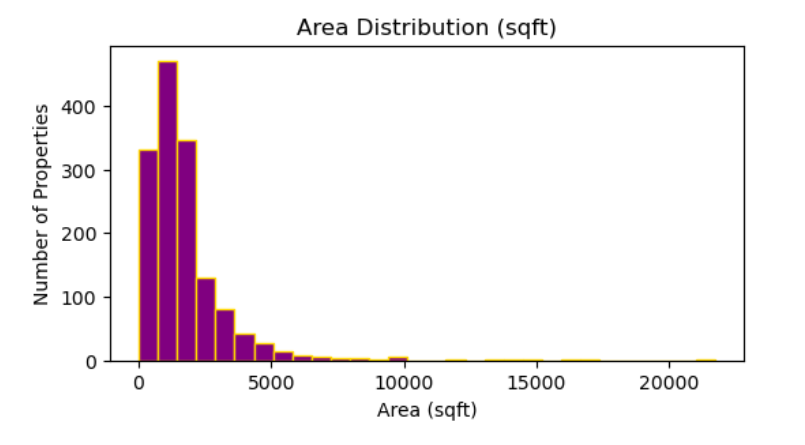 Area Distribution (sqft)
Number of Properties
400
300
200
100
0
0 5000 10000 15000 20000
Area (sqft)